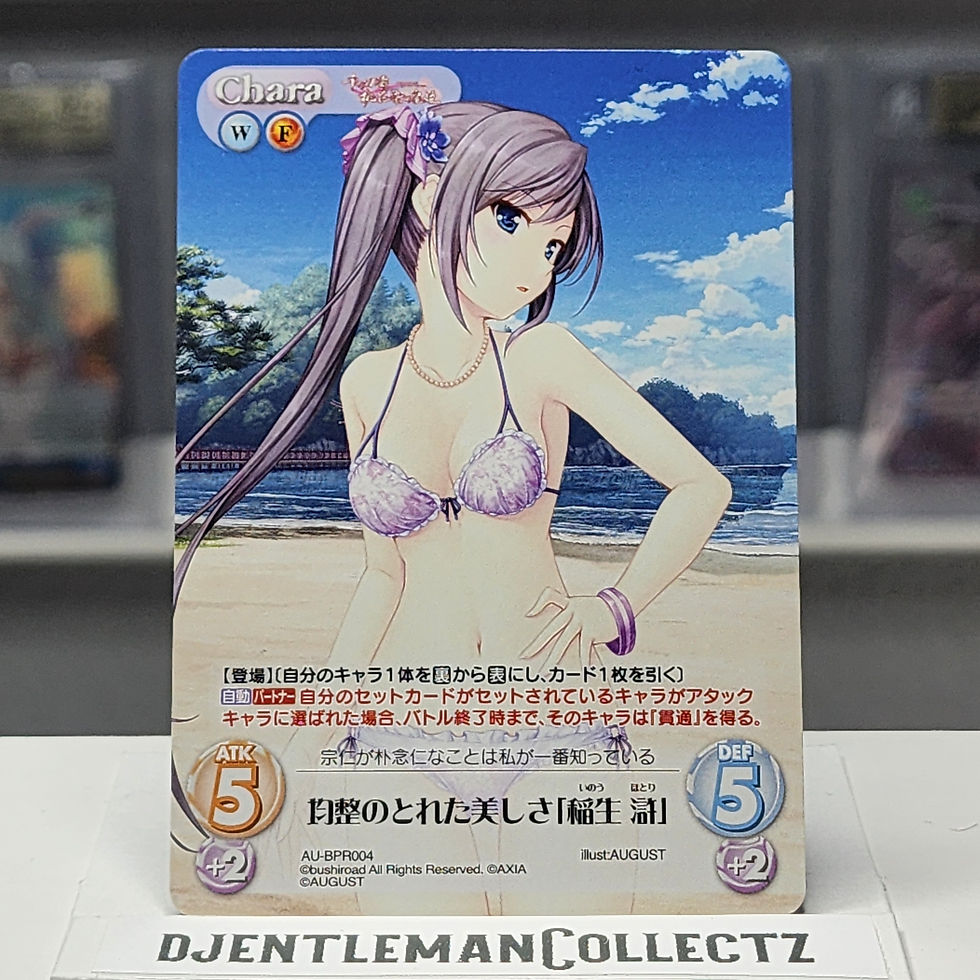 Chara
W F
【登場】〔自分のキャラ1体を裏から表にし、カード1枚を引く〕
自動 パートナー 自分のセットカードがセットされているキャラがアタック
キャラに選ばれた場合、バトル終了時まで、そのキャラは『貫通』を得る。
宗仁が朴念仁なことは私が一番知っている
ATK
5
DEF
5
いのう ほとり
均整のとれた美しさ「稲生 滸」
+2
+2
AU-BPR004
illust:AUGUST
©bushiroad All Rights Reserved. ©AXIA
©AUGUST
DJENTLEMANCOLLECTZ